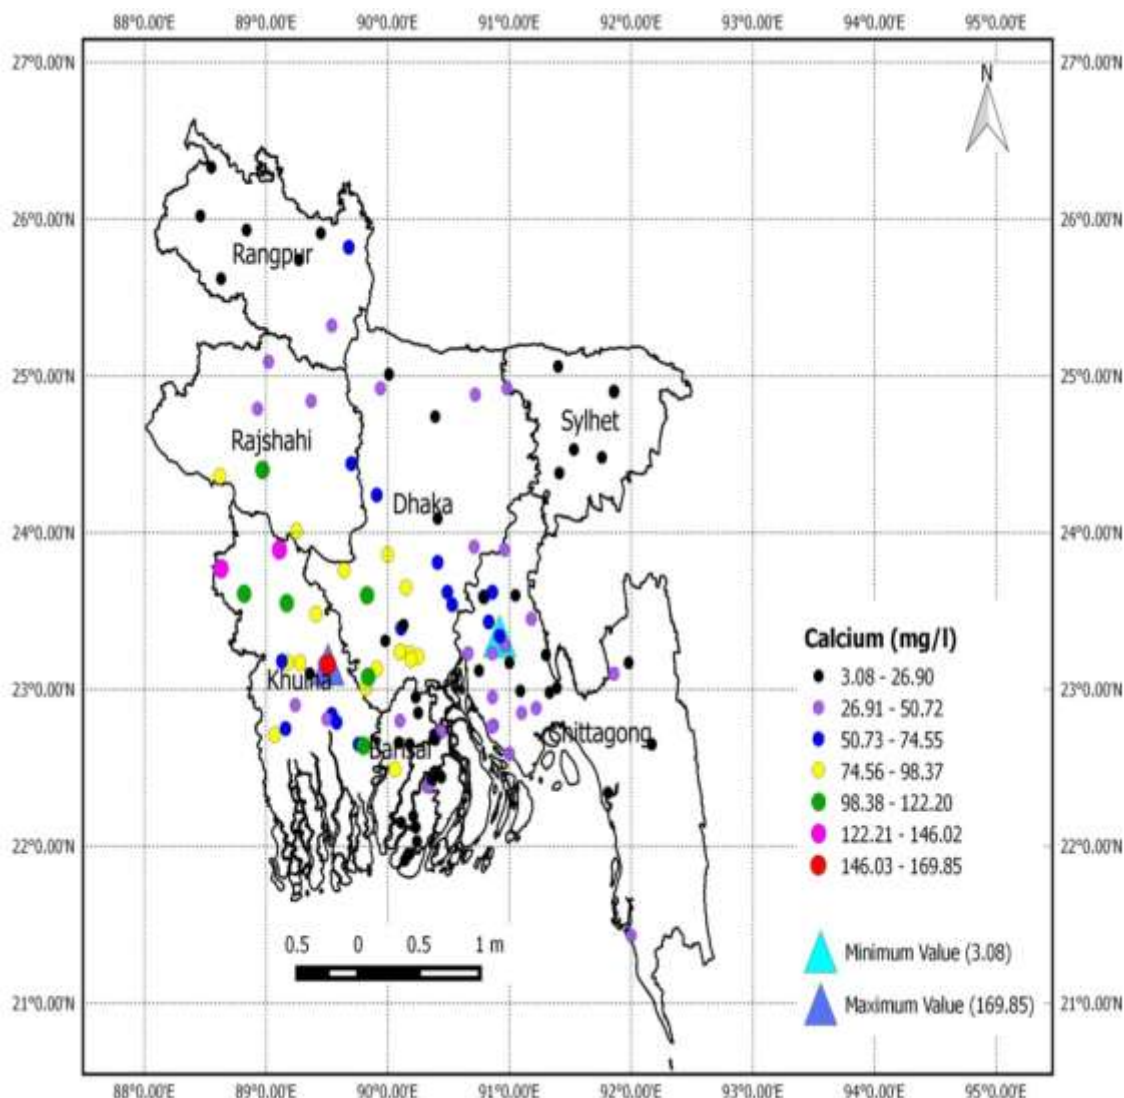 88°0.00'E 89°0.00'E 90°0.00'E 91°0.00'E 92°0.00'E 93°0.00'E 94°0.00'E 95°0.00'E
27°0.00'N 27°0.00'N
N
26°0.00'N 26°0.00'N
Rangpur
25°0.00'N 25°0.00'N
Sylhet
Rajshahi
Dhaka
24°0.00'N 24°0.00'N
Calcium (mg/l)
3.08 - 26.90
Khulna
23°0.00'N 23°0.00'N
26.91 - 50.72
Chittagong
50.73 - 74.55
Barisal
74.56 - 98.37
98.38 - 122.20
122.21 - 146.02
22°0.00'N 22°0.00'N
146.03 - 169.85
0.5 0 0.5 1 m
Minimum Value (3.08)
21°0.00'N 21°0.00'N
Maximum Value (169.85)
88°0.00'E 89°0.00'E 90°0.00'E 91°0.00'E 92°0.00'E 93°0.00'E 94°0.00'E 95°0.00'E